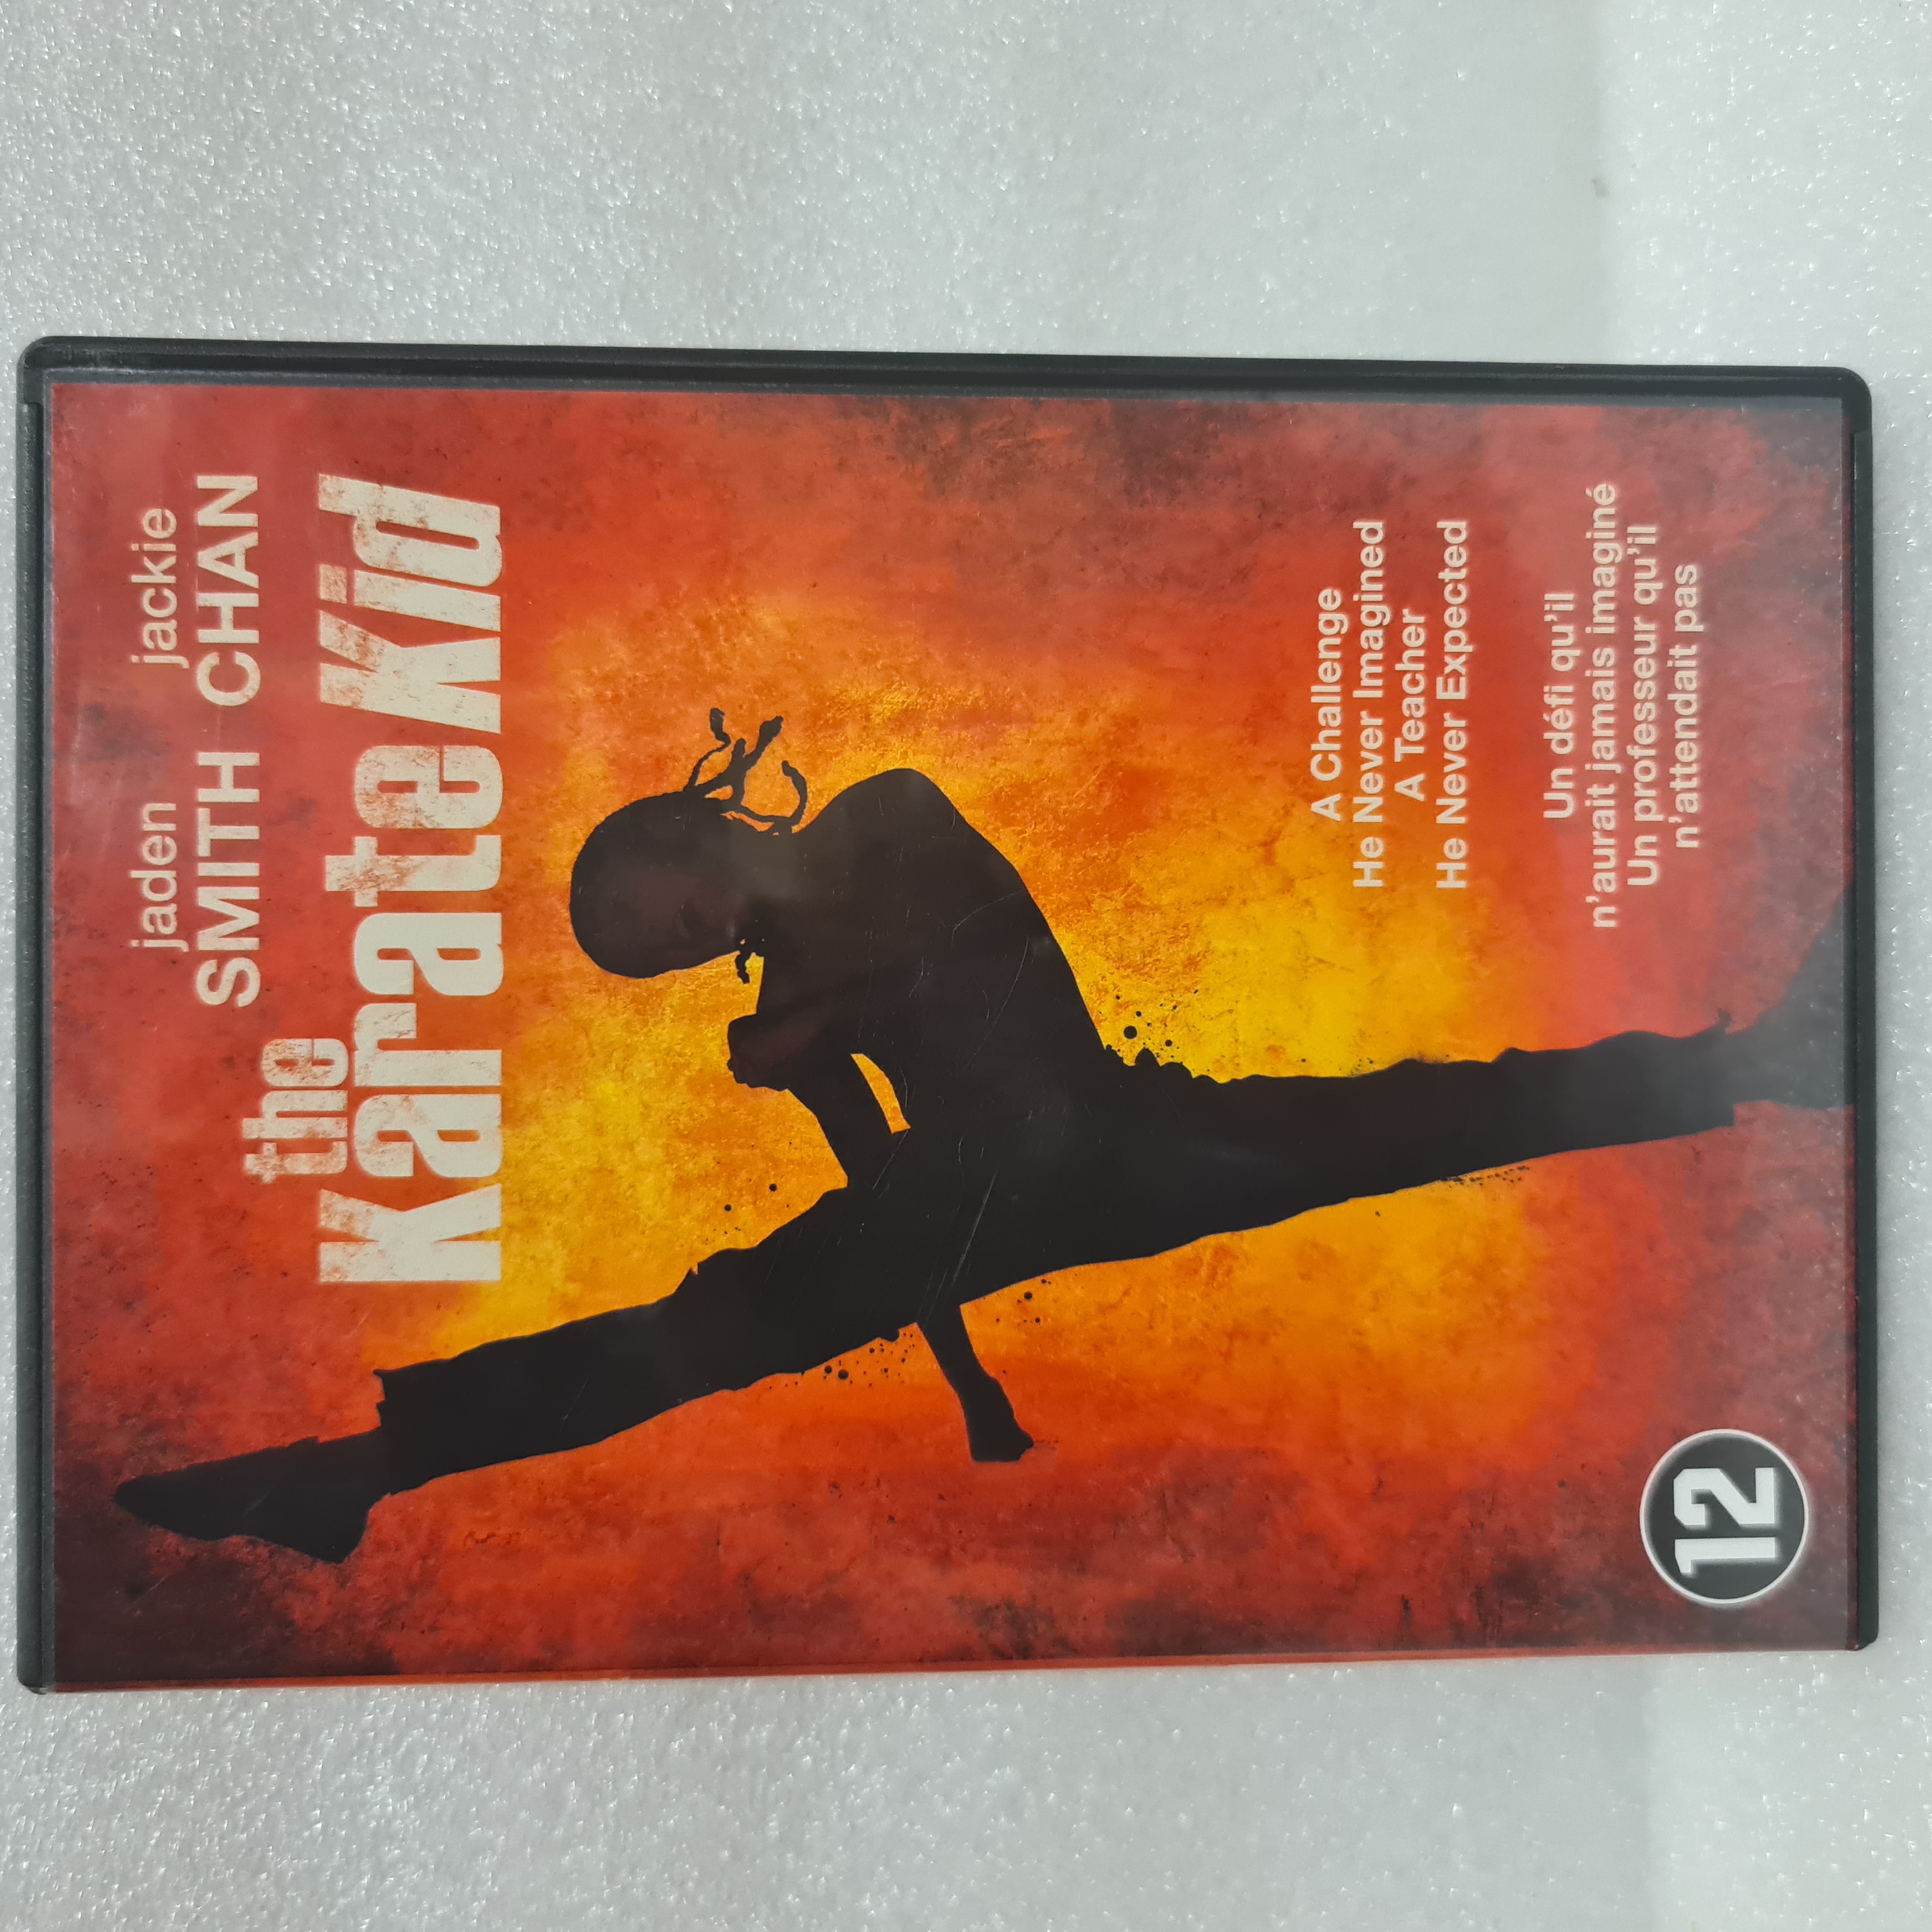 jaden jackie
SMITH CHAN
the
karate kid
A Challenge
He Never Imagined
A Teacher
He Never Expected
Un défi qu'il
n'aurait jamais imaginé
Un professeur qu'il
n'attendait pas
12